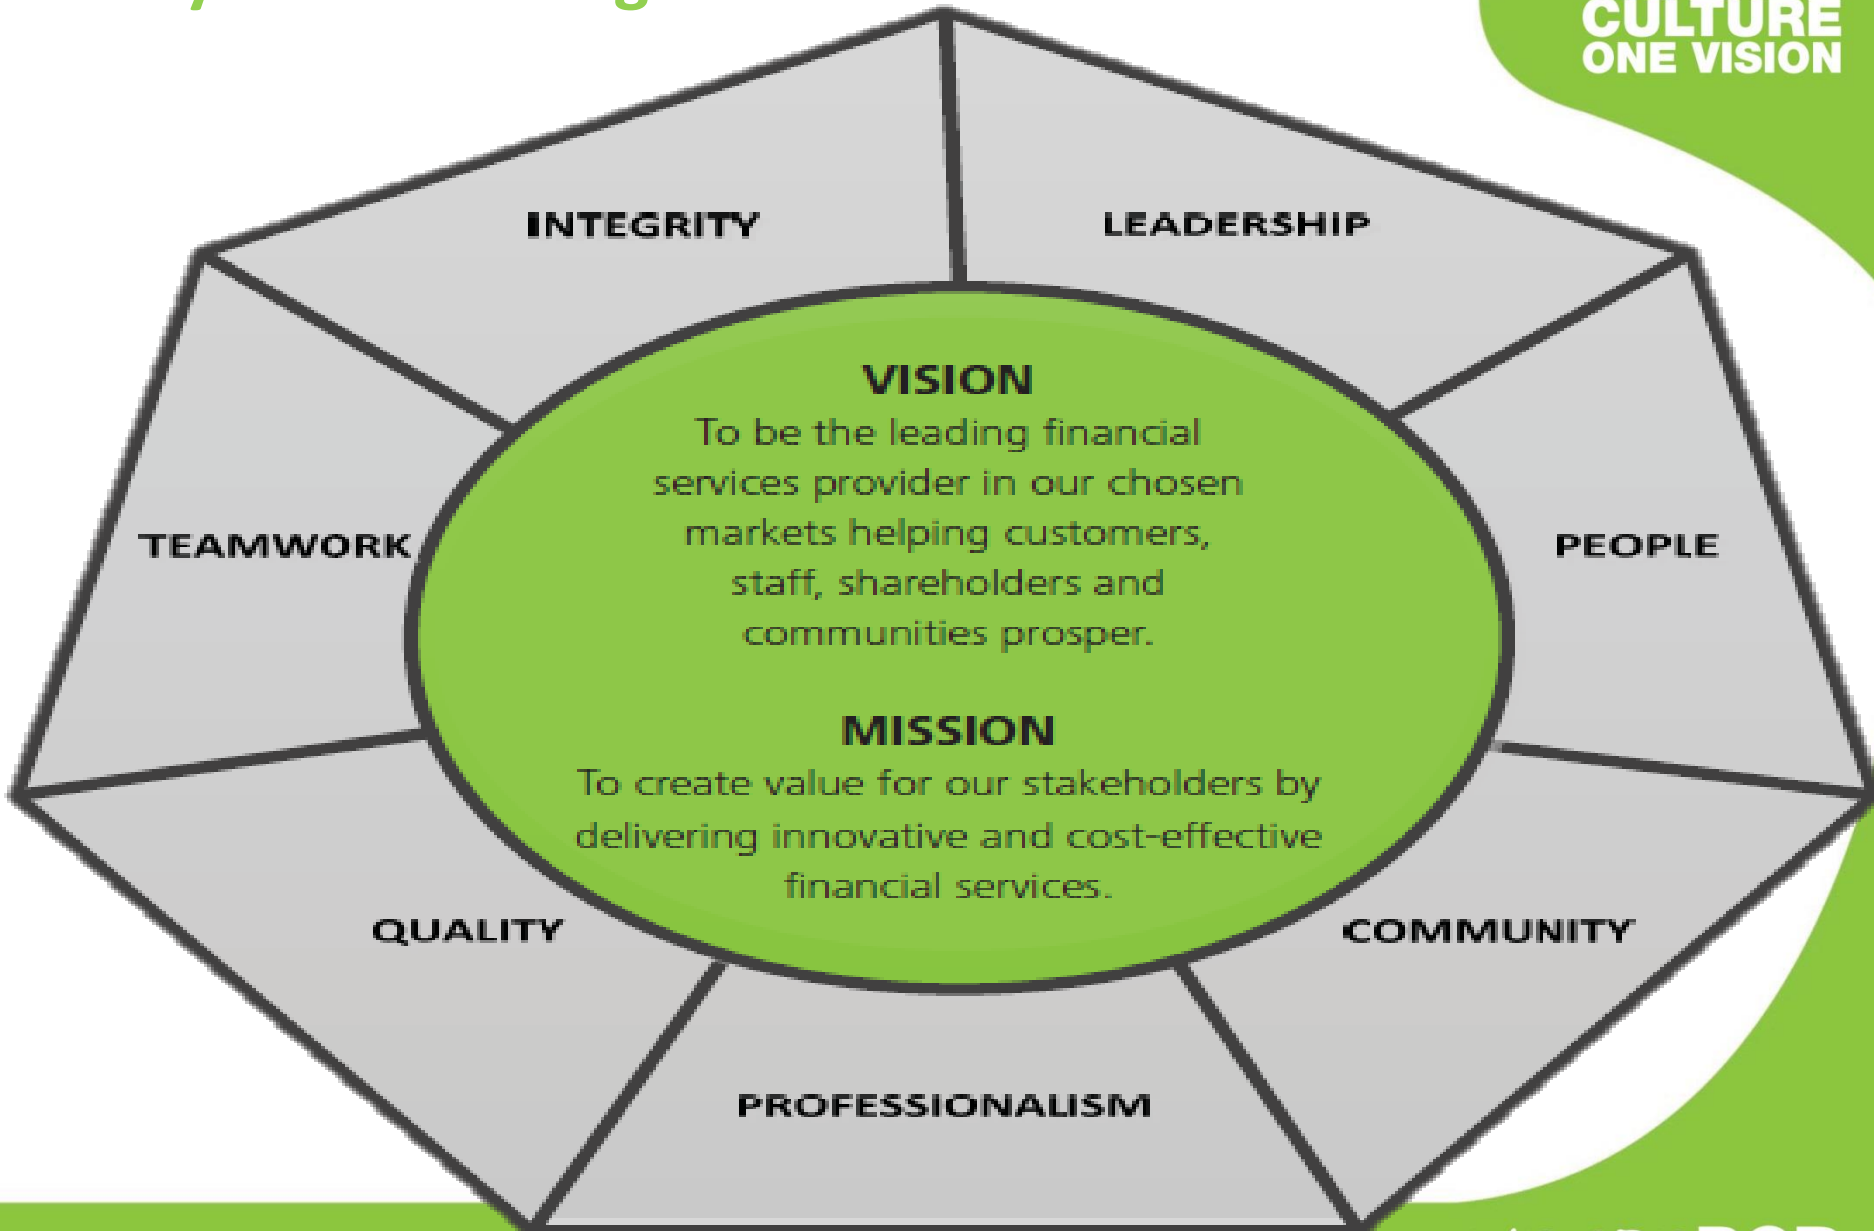 CULTURE
ONE VISION
INTEGRITY
LEADERSHIP
TEAMWORK
PEOPLE
VISION
To be the leading financial
services provider in our chosen
markets helping customers,
staff, shareholders and
communities prosper.
MISSION
To create value for our stakeholders by
delivering innovative and cost-effective
financial services.
QUALITY
COMMUNITY
PROFESSIONALISM